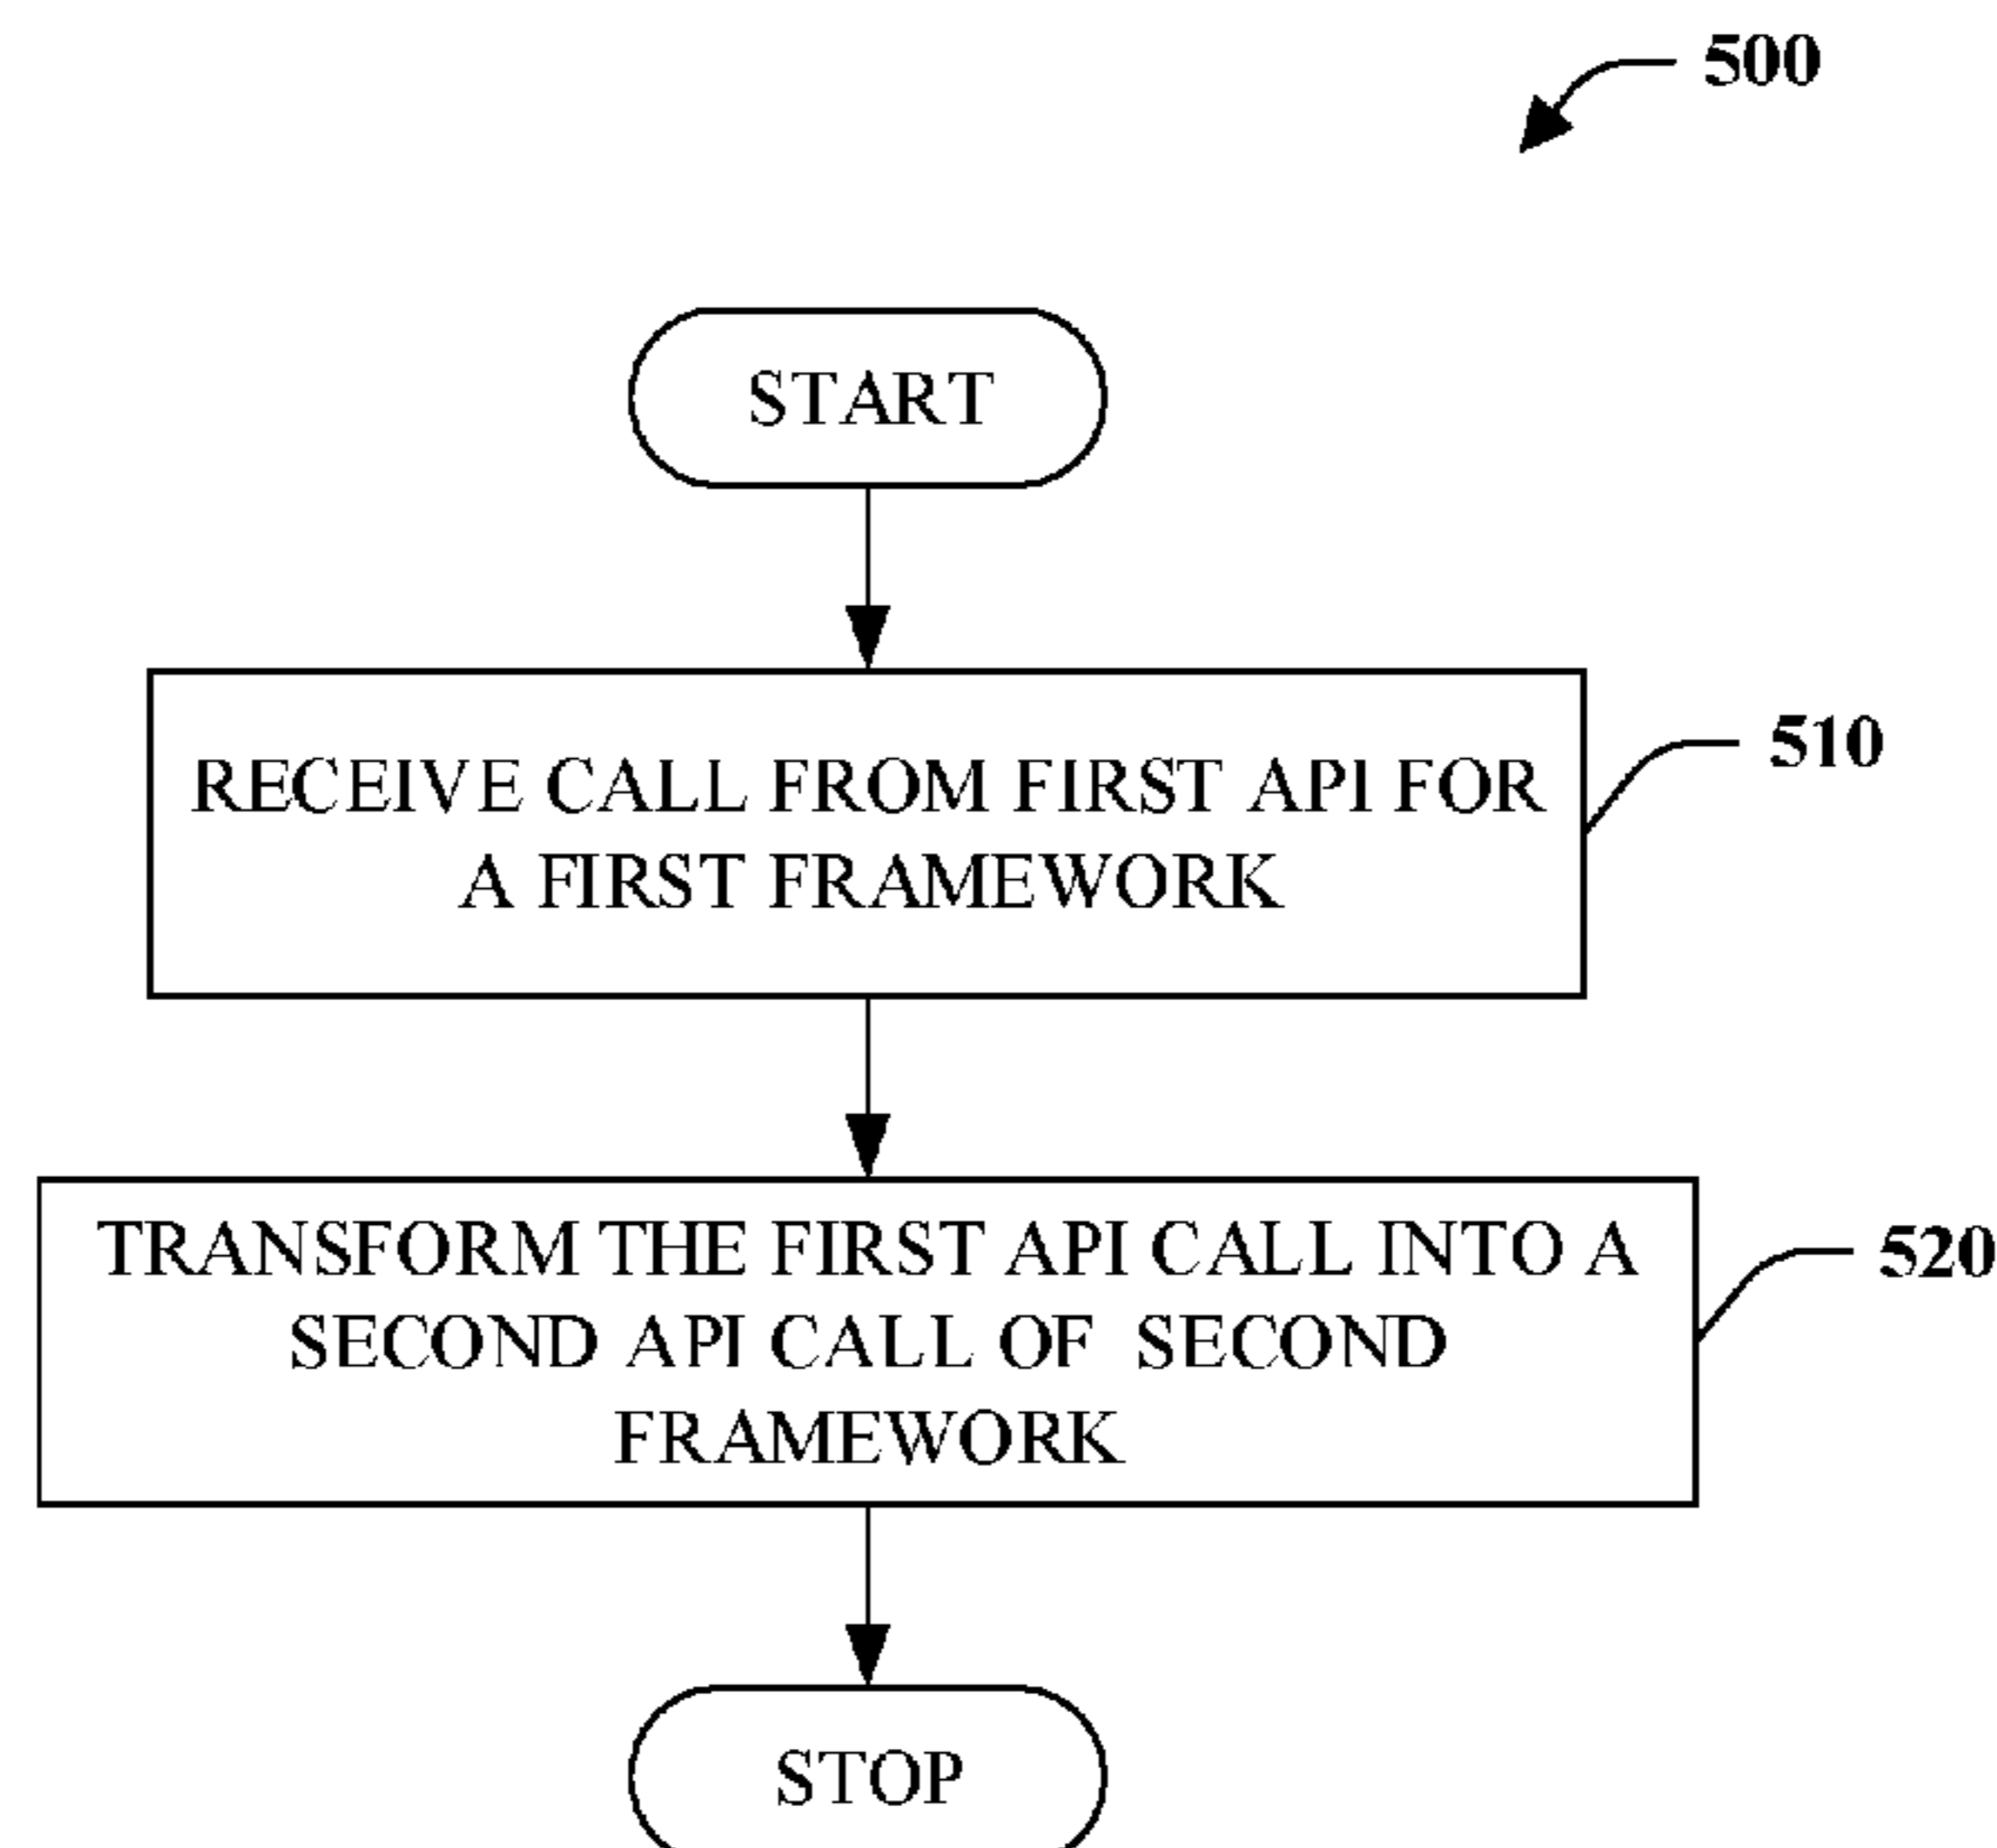 500
START
RECEIVE CALL FROM FIRST API FOR
A FIRST FRAMEWORK
510
TRANSFORM THE FIRST API CALL INTO A
SECOND API CALL OF SECOND
FRAMEWORK
520
STOP